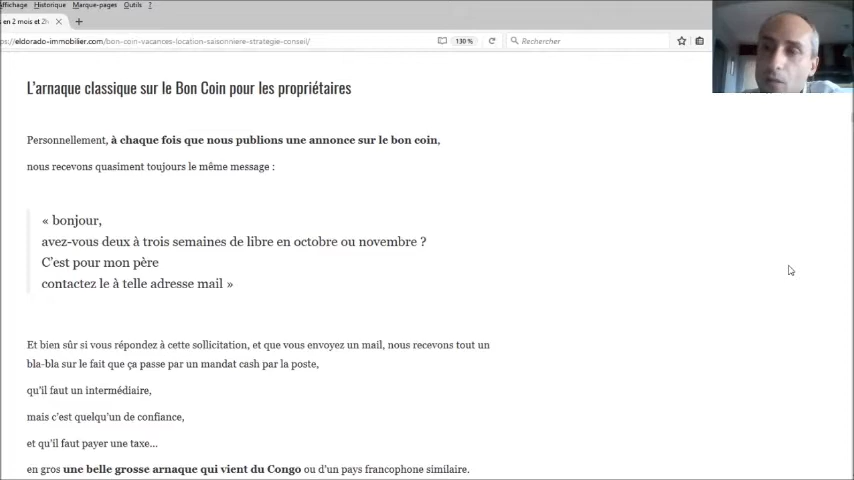 Affichage Historique Marque-pages Outils ?
s en 2 mois et 2h
ps://eldorado-immobilier.com/bon-coin-vacances-location-saisonniere-strategie-conseil/
130 %
Rechercher
L'arnaque classique sur le Bon Coin pour les propriétaires
Personnellement, à chaque fois que nous publions une annonce sur le bon coin,
nous recevons quasiment toujours le même message :
« bonjour,
avez-vous deux à trois semaines de libre en octobre ou novembre ?
C'est pour mon père
contactez le à telle adresse mail »
Et bien sûr si vous répondez à cette sollicitation, et que vous envoyez un mail, nous recevons tout un
bla-bla sur le fait que ça passe par un mandat cash par la poste,
qu'il faut un intermédiaire,
mais c'est quelqu'un de confiance,
et qu'il faut payer une taxe…
en gros une belle grosse arnaque qui vient du Congo ou d'un pays francophone similaire.